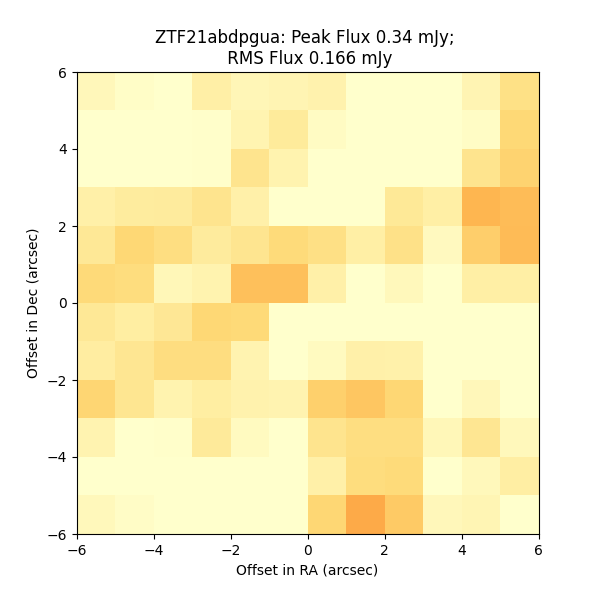 ZTF21abdpgua: Peak Flux 0.34 mJy;
RMS Flux 0.166 mJy
6
4
2
0
−2
−4
−6
Offset in Dec (arcsec)
−6 −4 −2 0 2 4 6
Offset in RA (arcsec)